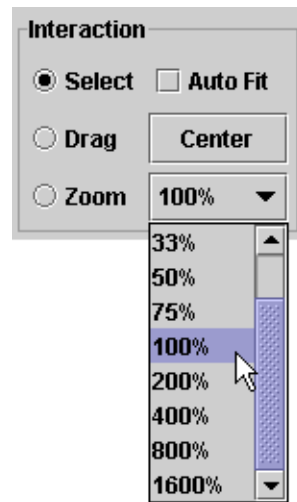 Interaction
Select Auto Fit
Drag Center
Zoom 100%
33%
50%
75%
100%
200%
400%
800%
1600%